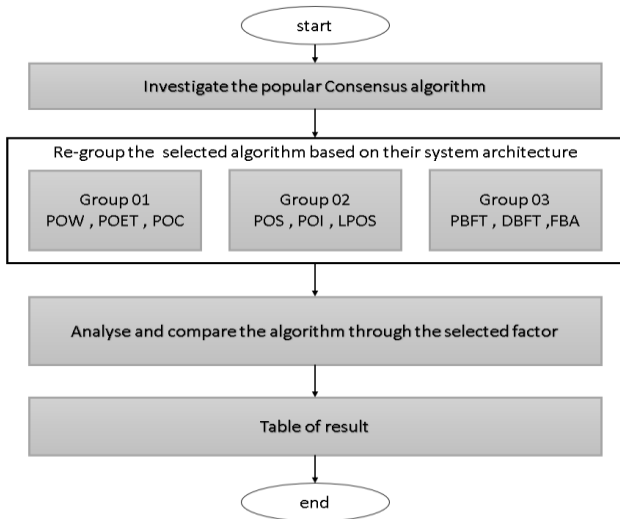 start
Investigate the popular Consensus algorithm
Re-group the selected algorithm based on their system architecture
Group 01
POW , POET , POC
Group 02
POS , POI , LPOS
Group 03
PBFT , DBFT ,FBA
Analyse and compare the algorithm through the selected factor
Table of result
end